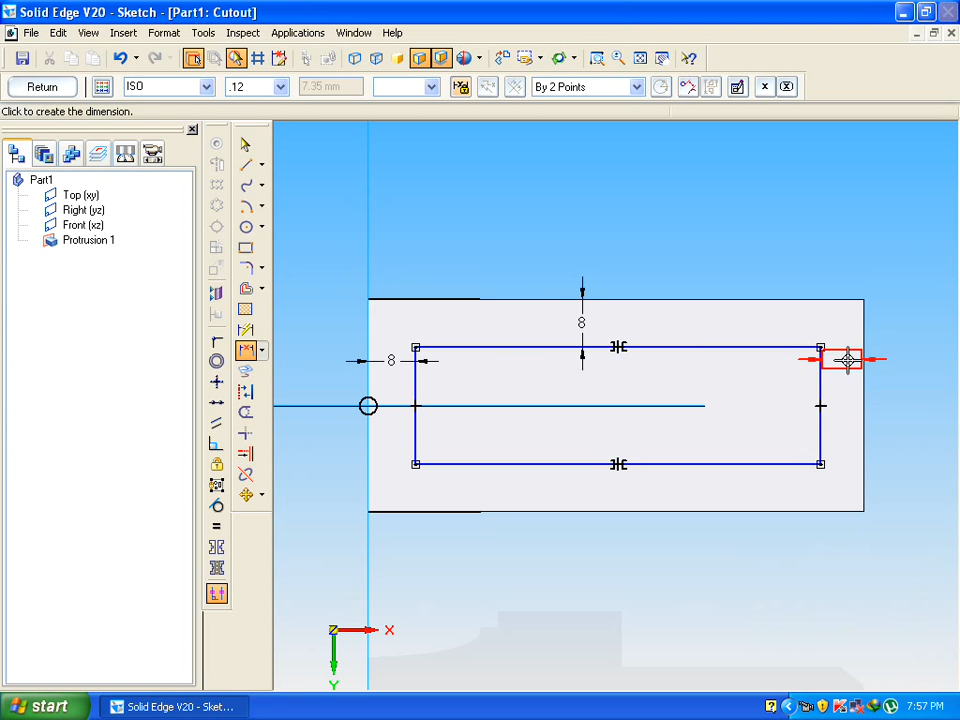 Solid Edge V20 - Sketch - [Part1: Cutout]
File Edit View Insert Format Tools Inspect Applications Window Help
Return ISO .12 7.35 mm By 2 Points
Click to create the dimension.
Part1
Top (xy)
Right (yz)
Front (xz)
Protrusion 1
8
8
Z X
Y
start Solid Edge V20 - Sket... 7:57 PM